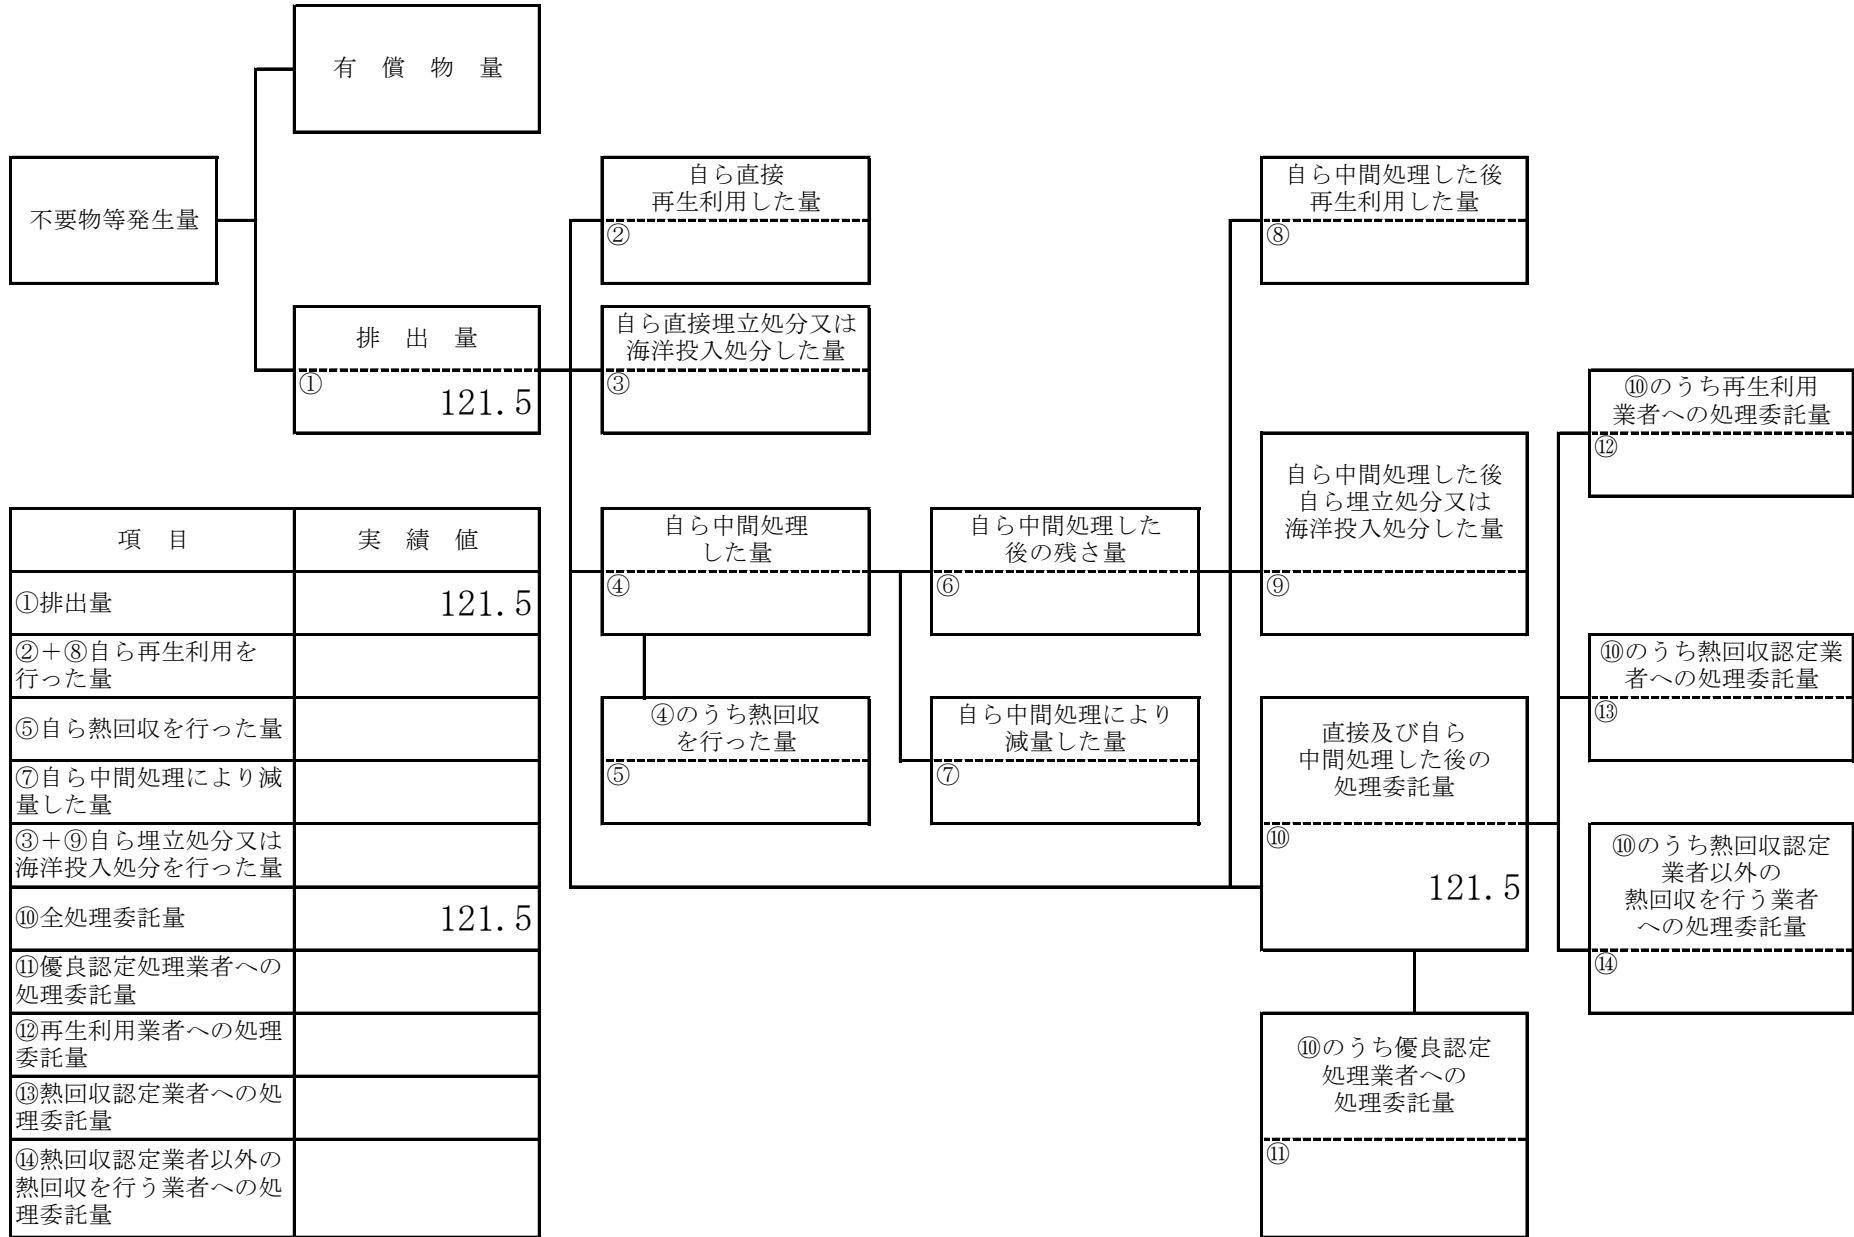 有 償 物 量
不要物等発生量
排 出 量
①
121.5
自ら直接
再生利用した量
②
自ら直接埋立処分又は
海洋投入処分した量
③
自ら中間処理
した量
④
④のうち熱回収
を行った量
⑤
自ら中間処理した
後の残さ量
⑥
自ら中間処理により
減量した量
⑦
自ら中間処理した後
再生利用した量
⑧
自ら中間処理した後
自ら埋立処分又は
海洋投入処分した量
⑨
直接及び自ら
中間処理した後の
処理委託量
⑩
121.5
⑩のうち優良認定
処理業者への
処理委託量
⑪
⑩のうち再生利用
業者への処理委託量
⑫
⑩のうち熱回収認定業
者への処理委託量
⑬
⑩のうち熱回収認定
業者以外の
熱回収を行う業者
への処理委託量
⑭
項 目 実 績 値
①排出量 121.5
②+⑧自ら再生利用を
行った量
⑤自ら熱回収を行った量
⑦自ら中間処理により減
量した量
③+⑨自ら埋立処分又は
海洋投入処分を行った量
⑩全処理委託量 121.5
⑪優良認定処理業者への
処理委託量
⑫再生利用業者への処理
委託量
⑬熱回収認定業者への処
理委託量
⑭熱回収認定業者以外の
熱回収を行う業者への処
理委託量